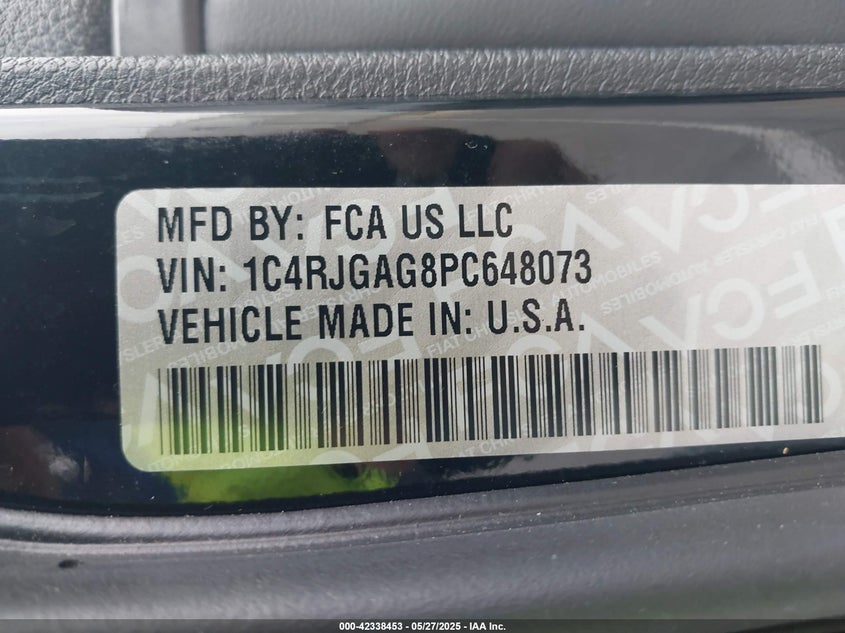 MFD BY: FCA US LLC
VIN: 1C4RJGAG8PC648073
VEHICLE MADE IN: U.S.A.
000-42338453 - 05/27/2025 - IAA Inc.